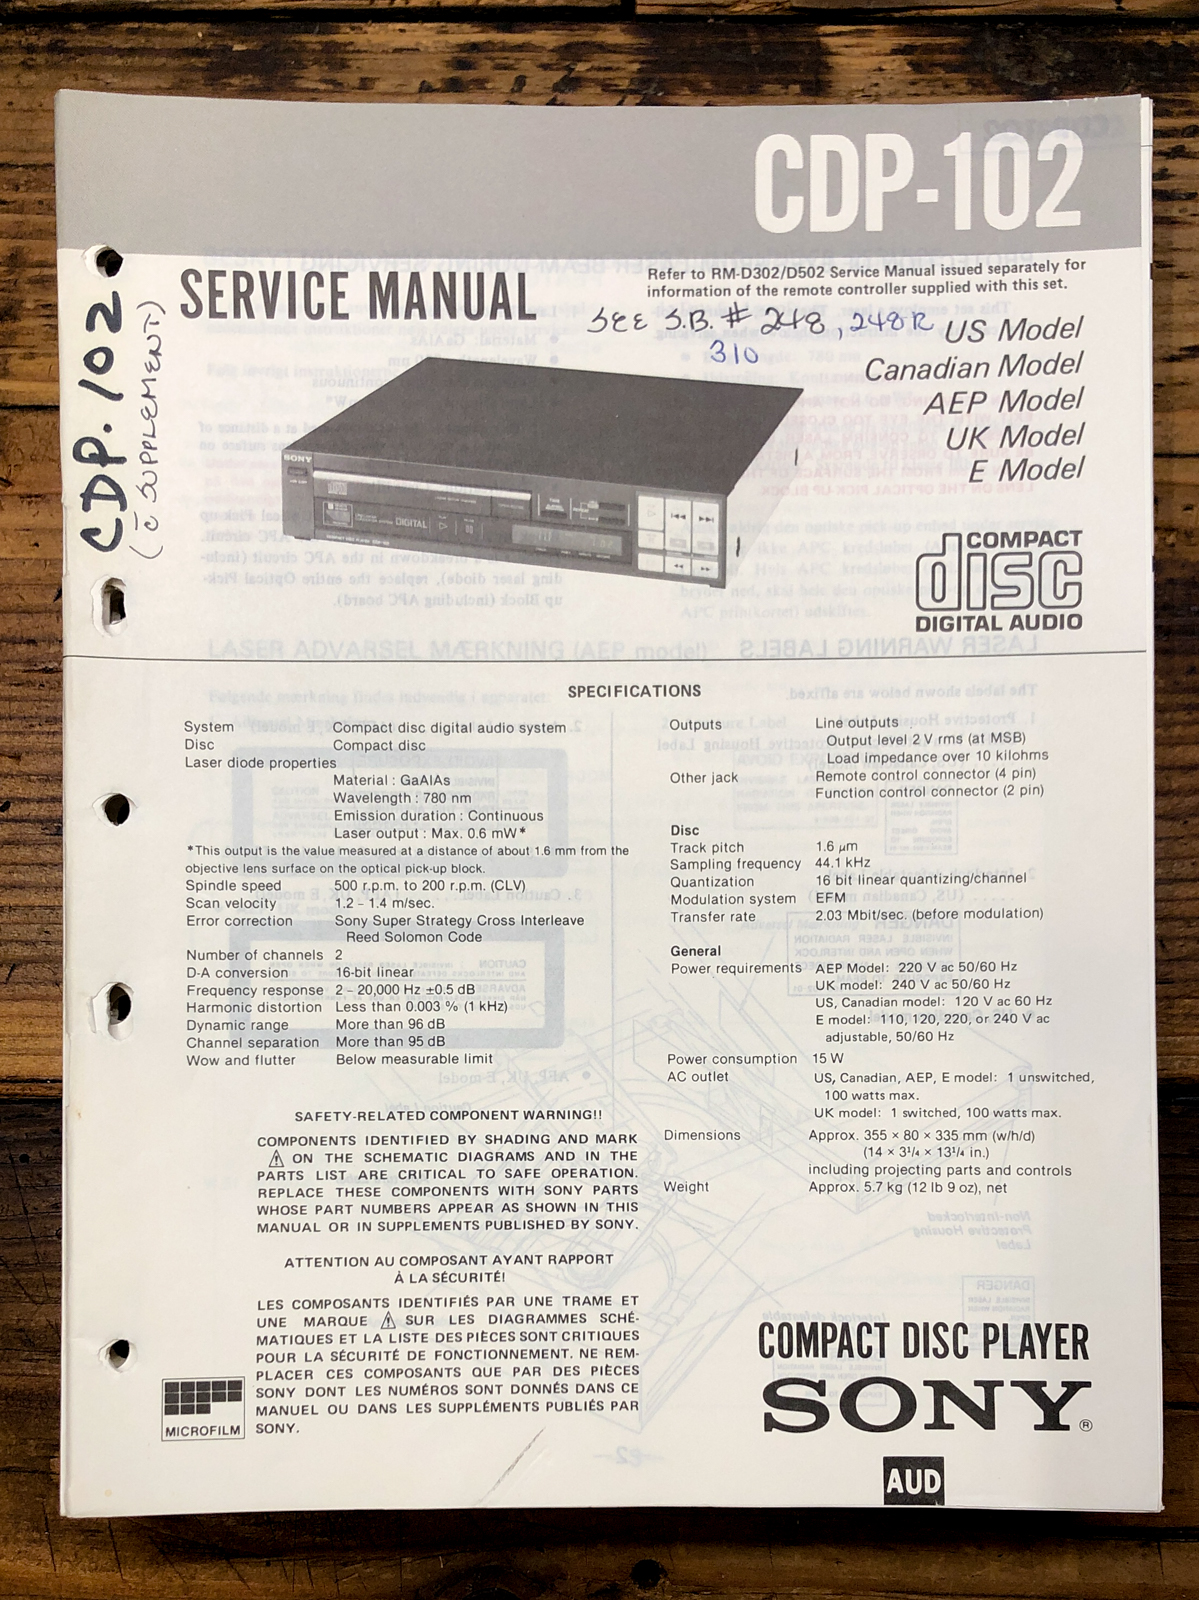 CDP-102
SERVICE MANUAL
Refer to RM-D302/D502 Service Manual issued separately for
information of the remote controller supplied with this set.
SEE S.B. # 248, 248R
310
US Model
Canadian Model
AEP Model
UK Model
E Model
CDP.102
(C̄ SUPPLEMENT)
SONY
DIGITAL
COMPACT
disc
DIGITAL AUDIO
SPECIFICATIONS
System Compact disc digital audio system
Disc Compact disc
Laser diode properties
Material : GaAlAs
Wavelength : 780 nm
Emission duration : Continuous
Laser output : Max. 0.6 mW*
*This output is the value measured at a distance of about 1.6 mm from the
objective lens surface on the optical pick-up block.
Spindle speed 500 r.p.m. to 200 r.p.m. (CLV)
Scan velocity 1.2 - 1.4 m/sec.
Error correction Sony Super Strategy Cross Interleave
Reed Solomon Code
Number of channels 2
D-A conversion 16-bit linear
Frequency response 2 - 20,000 Hz ±0.5 dB
Harmonic distortion Less than 0.003 % (1 kHz)
Dynamic range More than 96 dB
Channel separation More than 95 dB
Wow and flutter Below measurable limit
SAFETY-RELATED COMPONENT WARNING!!
COMPONENTS IDENTIFIED BY SHADING AND MARK
⚠ ON THE SCHEMATIC DIAGRAMS AND IN THE
PARTS LIST ARE CRITICAL TO SAFE OPERATION.
REPLACE THESE COMPONENTS WITH SONY PARTS
WHOSE PART NUMBERS APPEAR AS SHOWN IN THIS
MANUAL OR IN SUPPLEMENTS PUBLISHED BY SONY.
ATTENTION AU COMPOSANT AYANT RAPPORT
À LA SÉCURITÉ!
LES COMPOSANTS IDENTIFIÉS PAR UNE TRAME ET
UNE MARQUE ⚠ SUR LES DIAGRAMMES SCHÉ-
MATIQUES ET LA LISTE DES PIÈCES SONT CRITIQUES
POUR LA SÉCURITÉ DE FONCTIONNEMENT. NE REM-
PLACER CES COMPOSANTS QUE PAR DES PIÈCES
SONY DONT LES NUMÉROS SONT DONNÉS DANS CE
MANUEL OU DANS LES SUPPLÉMENTS PUBLIÉS PAR
SONY.
MICROFILM
Outputs Line outputs
Output level 2 V rms (at MSB)
Load impedance over 10 kilohms
Other jack Remote control connector (4 pin)
Function control connector (2 pin)
Disc
Track pitch 1.6 μm
Sampling frequency 44.1 kHz
Quantization 16 bit linear quantizing/channel
Modulation system EFM
Transfer rate 2.03 Mbit/sec. (before modulation)
General
Power requirements AEP Model: 220 V ac 50/60 Hz
UK model: 240 V ac 50/60 Hz
US, Canadian model: 120 V ac 60 Hz
E model: 110, 120, 220, or 240 V ac
adjustable, 50/60 Hz
Power consumption 15 W
AC outlet US, Canadian, AEP, E model: 1 unswitched,
100 watts max.
UK model: 1 switched, 100 watts max.
Dimensions Approx. 355 × 80 × 335 mm (w/h/d)
(14 × 3 1/4 × 13 1/4 in.)
including projecting parts and controls
Weight Approx. 5.7 kg (12 lb 9 oz), net
COMPACT DISC PLAYER
SONY®
AUD